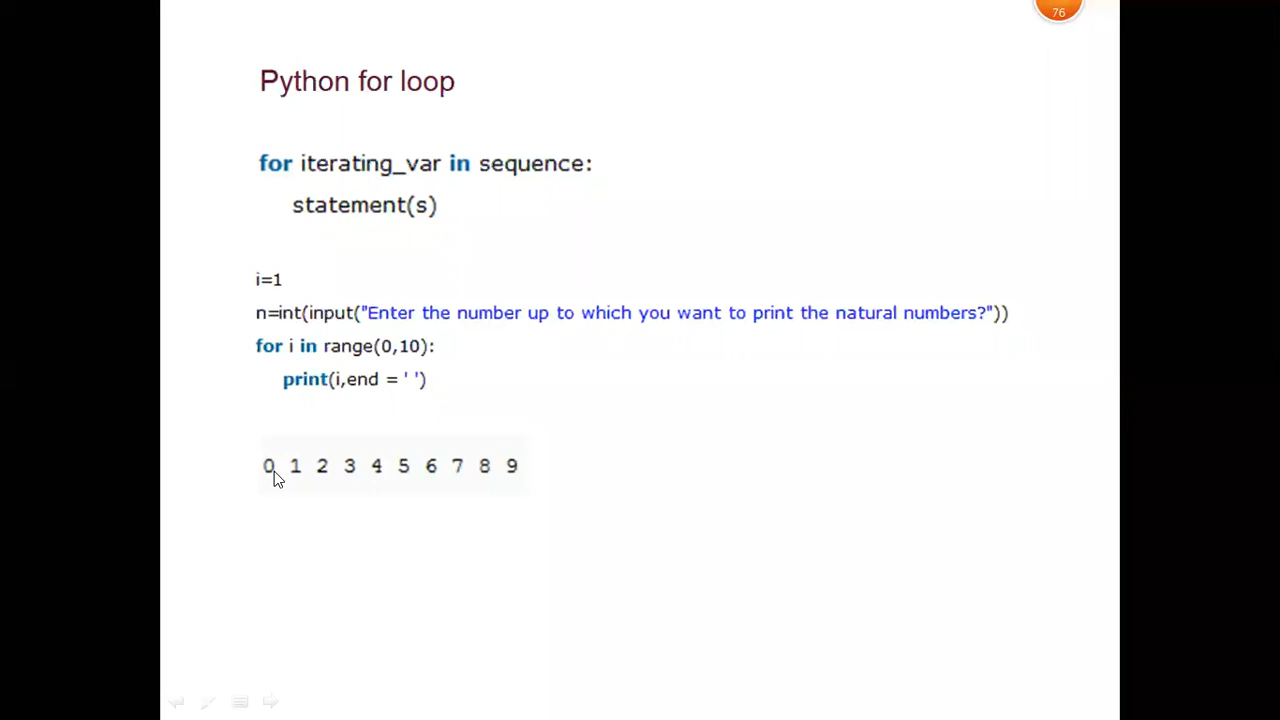 76
Python for loop
for iterating_var in sequence:
statement(s)
i=1
n=int(input("Enter the number up to which you want to print the natural numbers?"))
for i in range(0,10):
print(i,end = ' ')
0 1 2 3 4 5 6 7 8 9